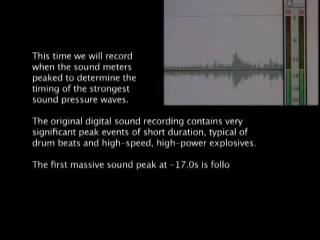 This time we will record
when the sound meters
peaked to determine the
timing of the strongest
sound pressure waves.
The original digital sound recording contains very
significant peak events of short duration, typical of
drum beats and high-speed, high-power explosives.
The first massive sound peak at -17.0s is follo